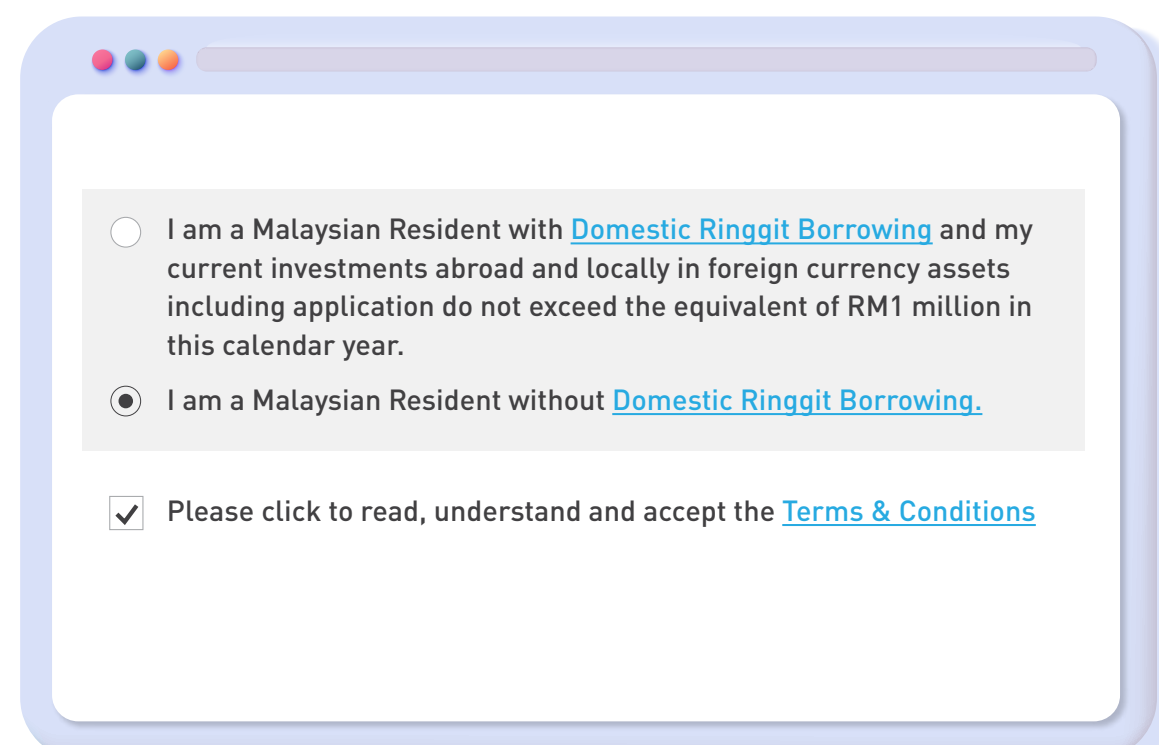 I am a Malaysian Resident with Domestic Ringgit Borrowing and my
current investments abroad and locally in foreign currency assets
including application do not exceed the equivalent of RM1 million in
this calendar year.
I am a Malaysian Resident without Domestic Ringgit Borrowing.
Please click to read, understand and accept the Terms & Conditions